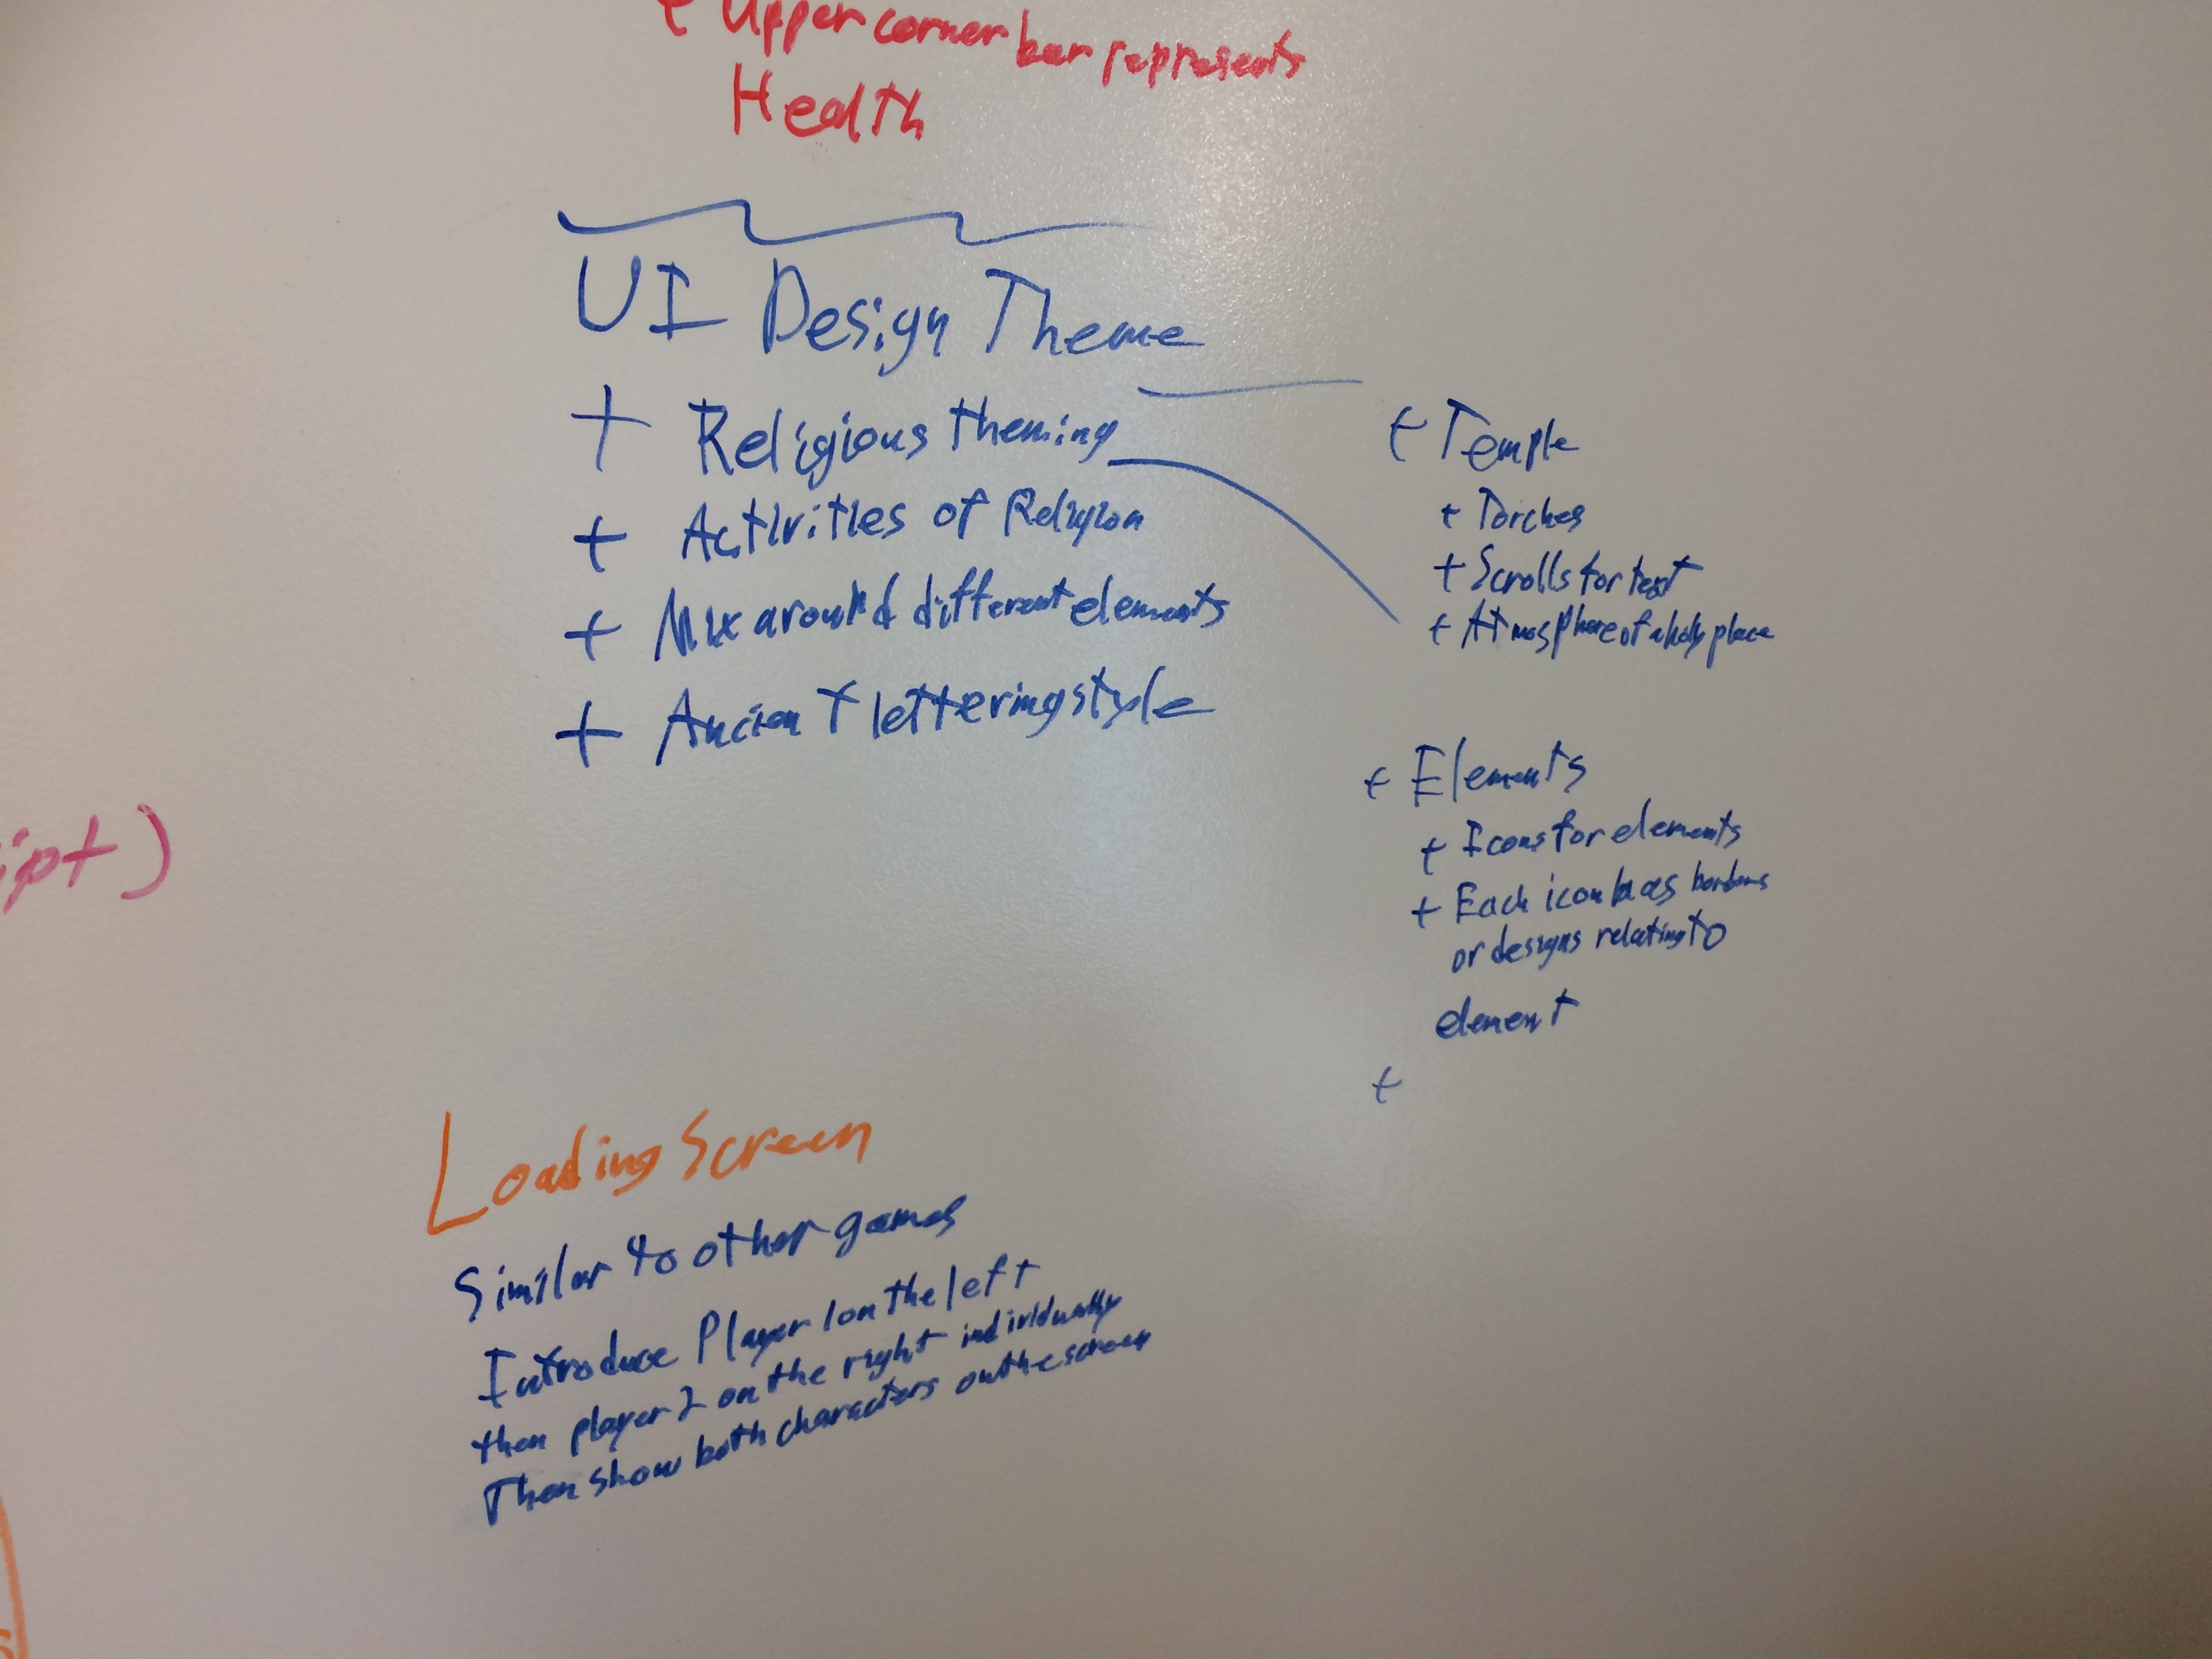 + Upper corner bar represents
Health
UI Design Theme
+ Religious theming
+ Activities of Religion
+ Mix around different elements
+ Ancient lettering style
+ Temple
+ Torches
+ Scrolls for text
+ Atmosphere of a holy place
+ Elements
+ Icons for elements
+ Each icon has borders
or designs relating to
element
+
ipt)
Loading Screen
Similar to other games
Introduce Player 1 on the left
then player 2 on the right individually
Then show both characters on the screen